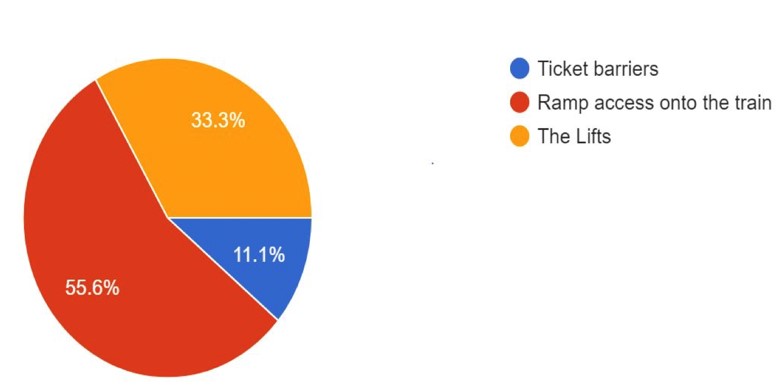 Ticket barriers
Ramp access onto the train
The Lifts
33.3%
11.1%
55.6%